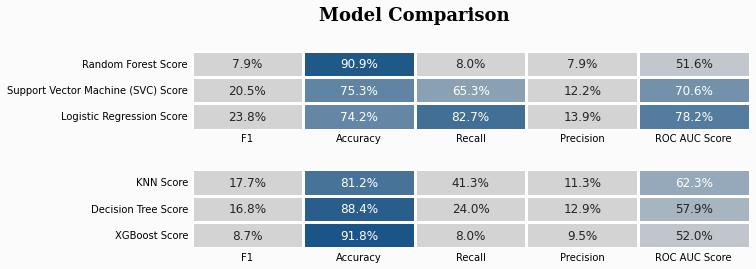 Model Comparison
Random Forest Score 7.9% 90.9% 8.0% 7.9% 51.6%
Support Vector Machine (SVC) Score 20.5% 75.3% 65.3% 12.2% 70.6%
Logistic Regression Score 23.8% 74.2% 82.7% 13.9% 78.2%
F1 Accuracy Recall Precision ROC AUC Score
KNN Score 17.7% 81.2% 41.3% 11.3% 62.3%
Decision Tree Score 16.8% 88.4% 24.0% 12.9% 57.9%
XGBoost Score 8.7% 91.8% 8.0% 9.5% 52.0%
F1 Accuracy Recall Precision ROC AUC Score